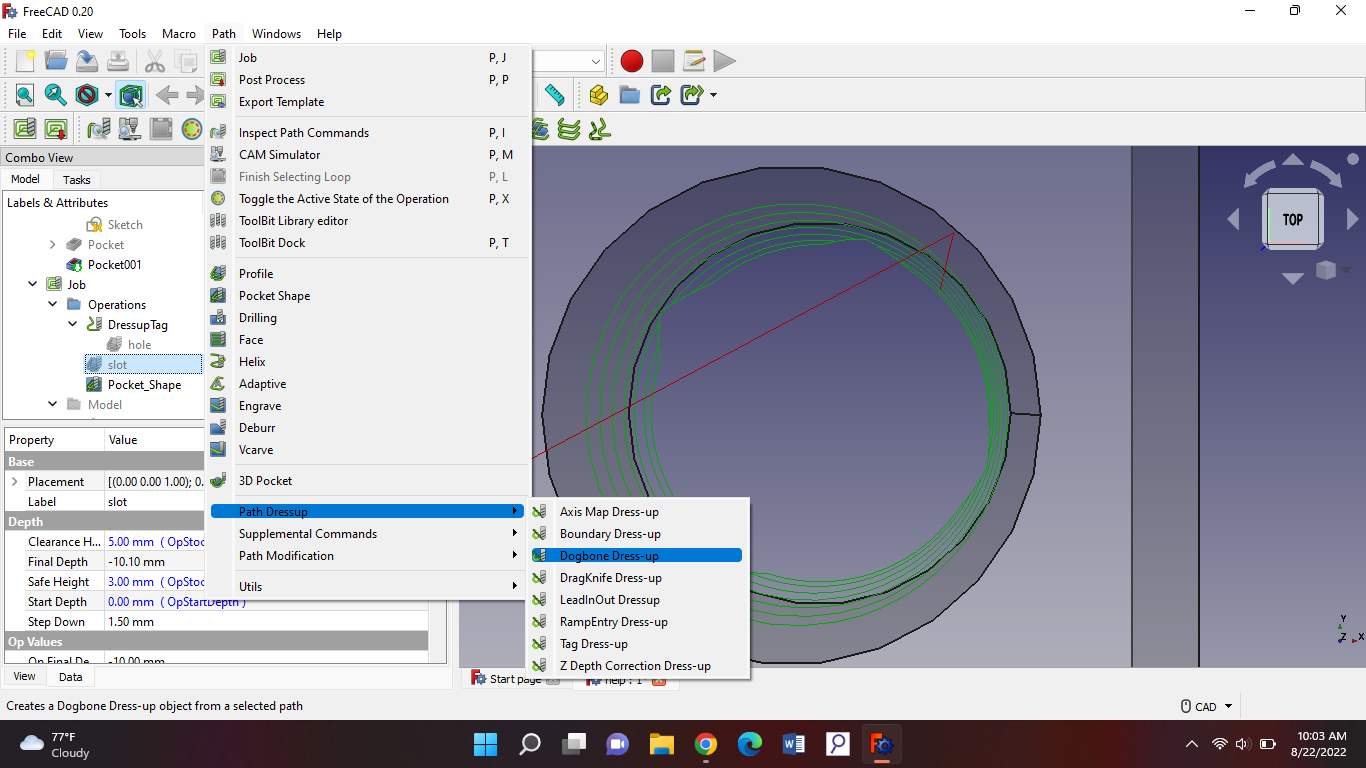 FreeCAD 0.20
File Edit View Tools Macro Path Windows Help
Job P, J
Post Process P, P
Export Template
Inspect Path Commands P, I
CAM Simulator P, M
Finish Selecting Loop P, L
Toggle the Active State of the Operation P, X
ToolBit Library editor
ToolBit Dock P, T
Profile
Pocket Shape
Drilling
Face
Helix
Adaptive
Engrave
Deburr
Vcarve
3D Pocket
Path Dressup
Supplemental Commands
Path Modification
Utils
Axis Map Dress-up
Boundary Dress-up
Dogbone Dress-up
DragKnife Dress-up
LeadInOut Dressup
RampEntry Dress-up
Tag Dress-up
Z Depth Correction Dress-up
Combo View
Model Tasks
Labels & Attributes
Sketch
Pocket
Pocket001
Job
Operations
DressupTag
hole
slot
Pocket_Shape
Model
Property Value
Base
Placement [(0.00 0.00 1.00); 0.
Label slot
Depth
Clearance H... 5.00 mm ( OpStoc
Final Depth -10.10 mm
Safe Height 3.00 mm ( OpStoc
Start Depth 0.00 mm ( OpStartDepth )
Step Down 1.50 mm
Op Values
Op Final De... -10.00 mm
View Data
TOP
Y
Z X
Start page
help : 1
Creates a Dogbone Dress-up object from a selected path
CAD
77°F
Cloudy
10:03 AM
8/22/2022